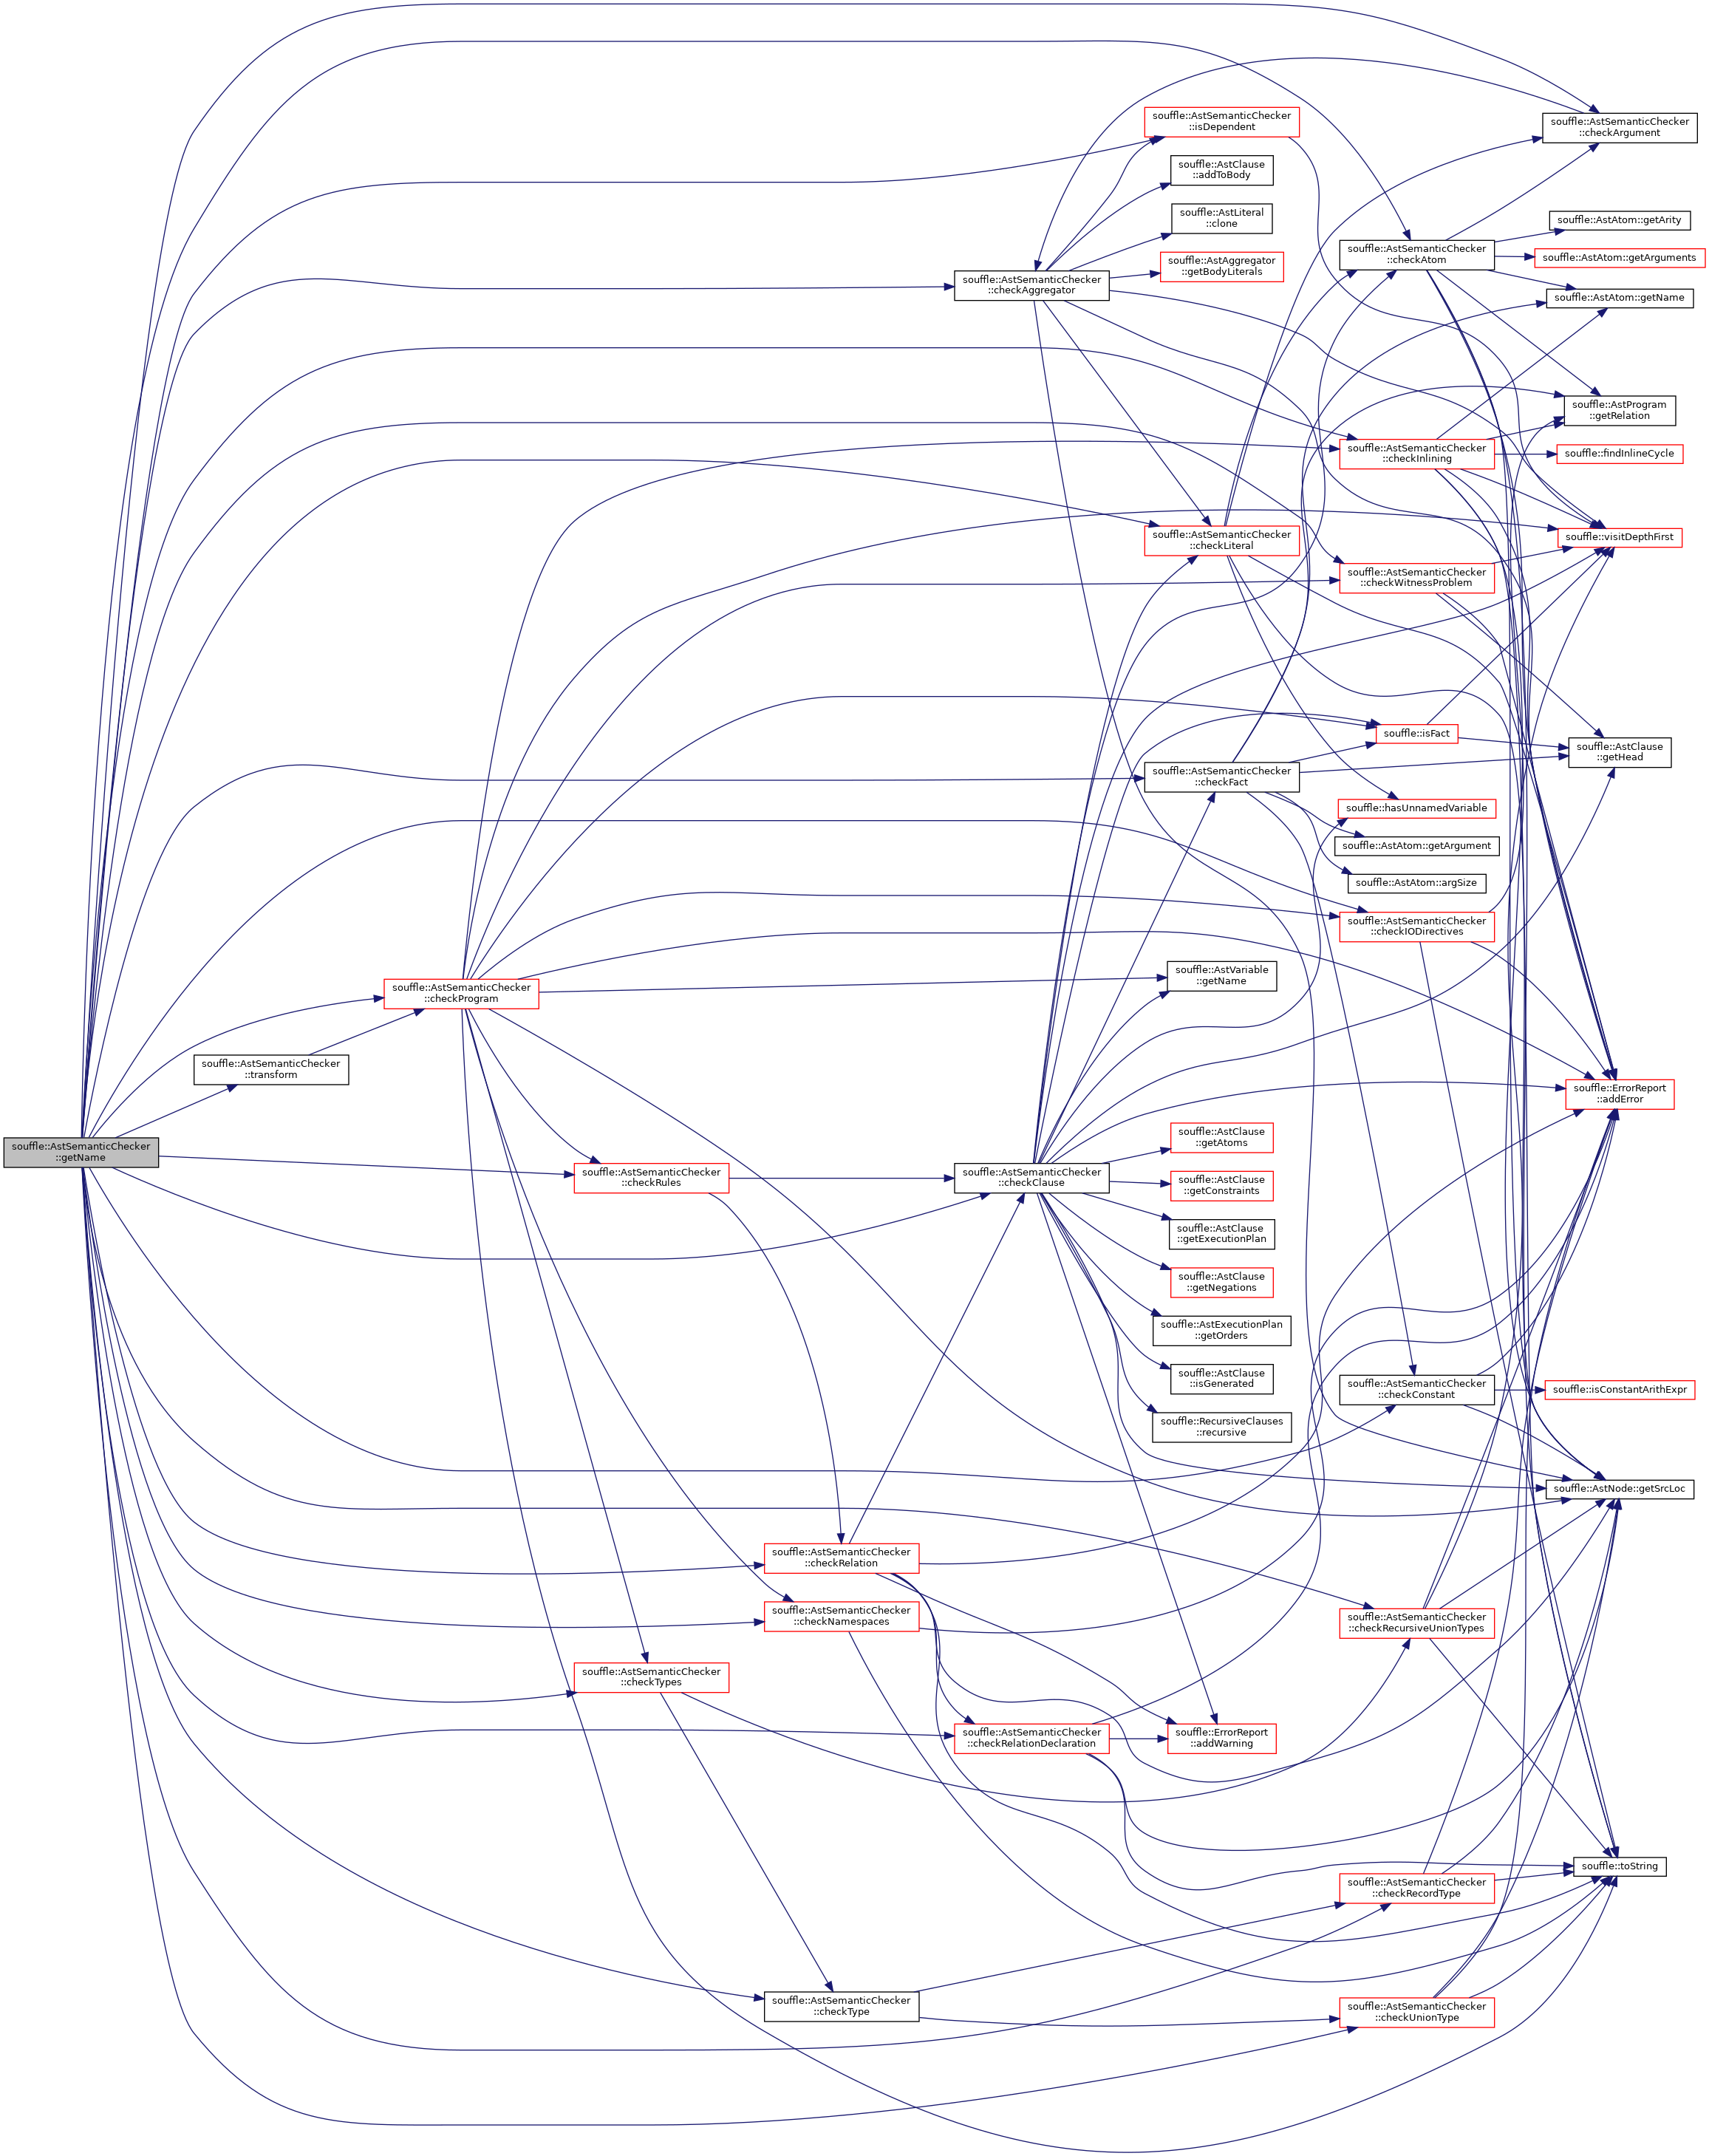 souffle::AstSemanticChecker
::getName
souffle::AstSemanticChecker
::transform
souffle::AstSemanticChecker
::checkProgram
souffle::AstSemanticChecker
::checkRules
souffle::AstSemanticChecker
::checkTypes
souffle::AstSemanticChecker
::checkRelation
souffle::AstSemanticChecker
::checkNamespaces
souffle::AstSemanticChecker
::checkType
souffle::AstSemanticChecker
::checkAggregator
souffle::AstSemanticChecker
::checkClause
souffle::AstSemanticChecker
::checkRelationDeclaration
souffle::AstSemanticChecker
::isDependent
souffle::AstClause
::addToBody
souffle::AstLiteral
::clone
souffle::AstAggregator
::getBodyLiterals
souffle::AstSemanticChecker
::checkLiteral
souffle::AstSemanticChecker
::checkFact
souffle::AstVariable
::getName
souffle::AstClause
::getAtoms
souffle::AstClause
::getConstraints
souffle::AstClause
::getExecutionPlan
souffle::AstClause
::getNegations
souffle::AstExecutionPlan
::getOrders
souffle::AstClause
::isGenerated
souffle::RecursiveClauses
::recursive
souffle::ErrorReport
::addWarning
souffle::AstSemanticChecker
::checkAtom
souffle::AstSemanticChecker
::checkInlining
souffle::AstSemanticChecker
::checkWitnessProblem
souffle::isFact
souffle::hasUnnamedVariable
souffle::AstAtom::getArgument
souffle::AstAtom::argSize
souffle::AstSemanticChecker
::checkIODirectives
souffle::AstSemanticChecker
::checkConstant
souffle::AstSemanticChecker
::checkRecursiveUnionTypes
souffle::AstSemanticChecker
::checkRecordType
souffle::AstSemanticChecker
::checkUnionType
souffle::AstSemanticChecker
::checkArgument
souffle::AstAtom::getArity
souffle::AstAtom::getArguments
souffle::AstAtom::getName
souffle::AstProgram
::getRelation
souffle::findInlineCycle
souffle::visitDepthFirst
souffle::AstClause
::getHead
souffle::ErrorReport
::addError
souffle::isConstantArithExpr
souffle::AstNode::getSrcLoc
souffle::toString